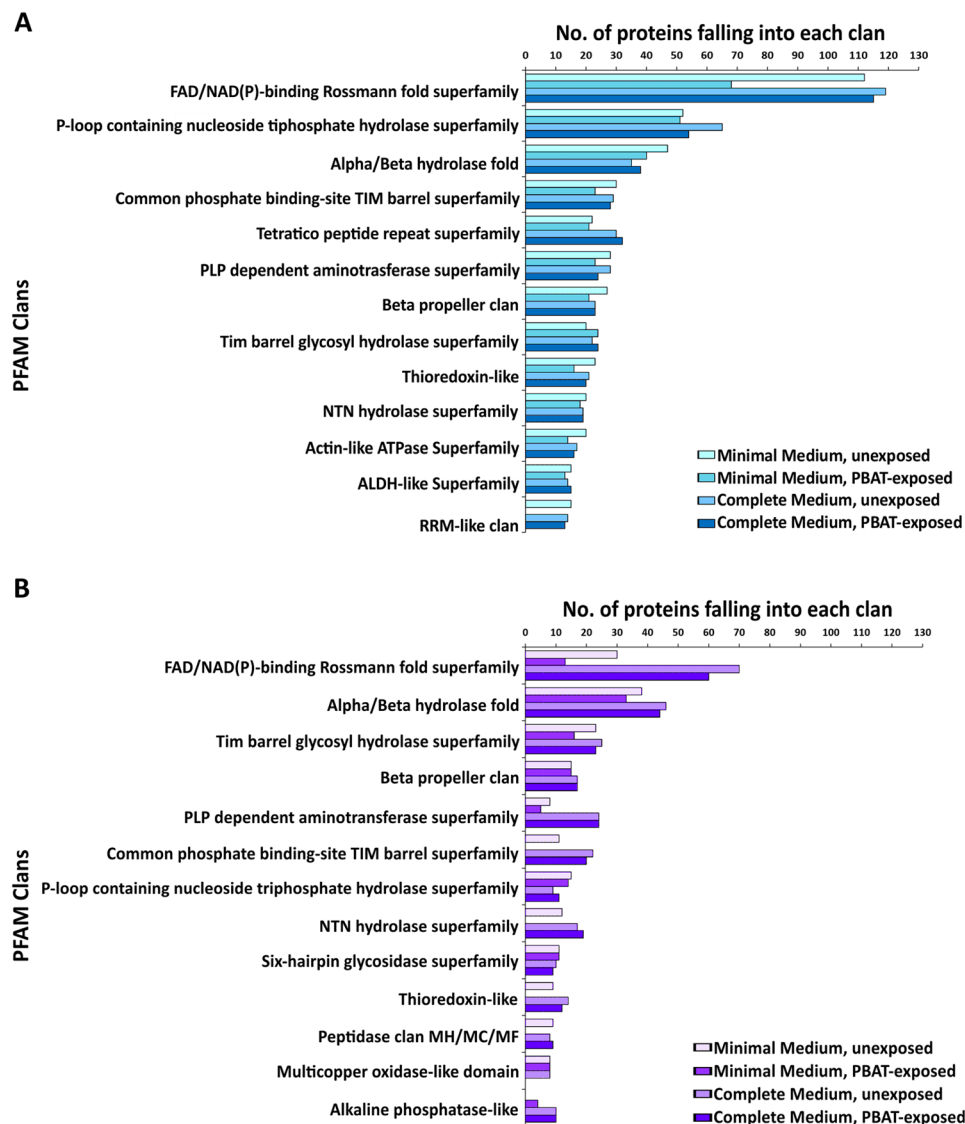 A
No. of proteins falling into each clan
0 10 20 30 40 50 60 70 80 90 100 110 120 130
FAD/NAD(P)-binding Rossmann fold superfamily
P-loop containing nucleoside tiphosphate hydrolase superfamily
Alpha/Beta hydrolase fold
Common phosphate binding-site TIM barrel superfamily
Tetratico peptide repeat superfamily
PLP dependent aminotrasferase superfamily
Beta propeller clan
Tim barrel glycosyl hydrolase superfamily
Thioredoxin-like
NTN hydrolase superfamily
Actin-like ATPase Superfamily
ALDH-like Superfamily
RRM-like clan
PFAM Clans
Minimal Medium, unexposed
Minimal Medium, PBAT-exposed
Complete Medium, unexposed
Complete Medium, PBAT-exposed
B
No. of proteins falling into each clan
0 10 20 30 40 50 60 70 80 90 100 110 120 130
FAD/NAD(P)-binding Rossmann fold superfamily
Alpha/Beta hydrolase fold
Tim barrel glycosyl hydrolase superfamily
Beta propeller clan
PLP dependent aminotransferase superfamily
Common phosphate binding-site TIM barrel superfamily
P-loop containing nucleoside triphosphate hydrolase superfamily
NTN hydrolase superfamily
Six-hairpin glycosidase superfamily
Thioredoxin-like
Peptidase clan MH/MC/MF
Multicopper oxidase-like domain
Alkaline phosphatase-like
PFAM Clans
Minimal Medium, unexposed
Minimal Medium, PBAT-exposed
Complete Medium, unexposed
Complete Medium, PBAT-exposed